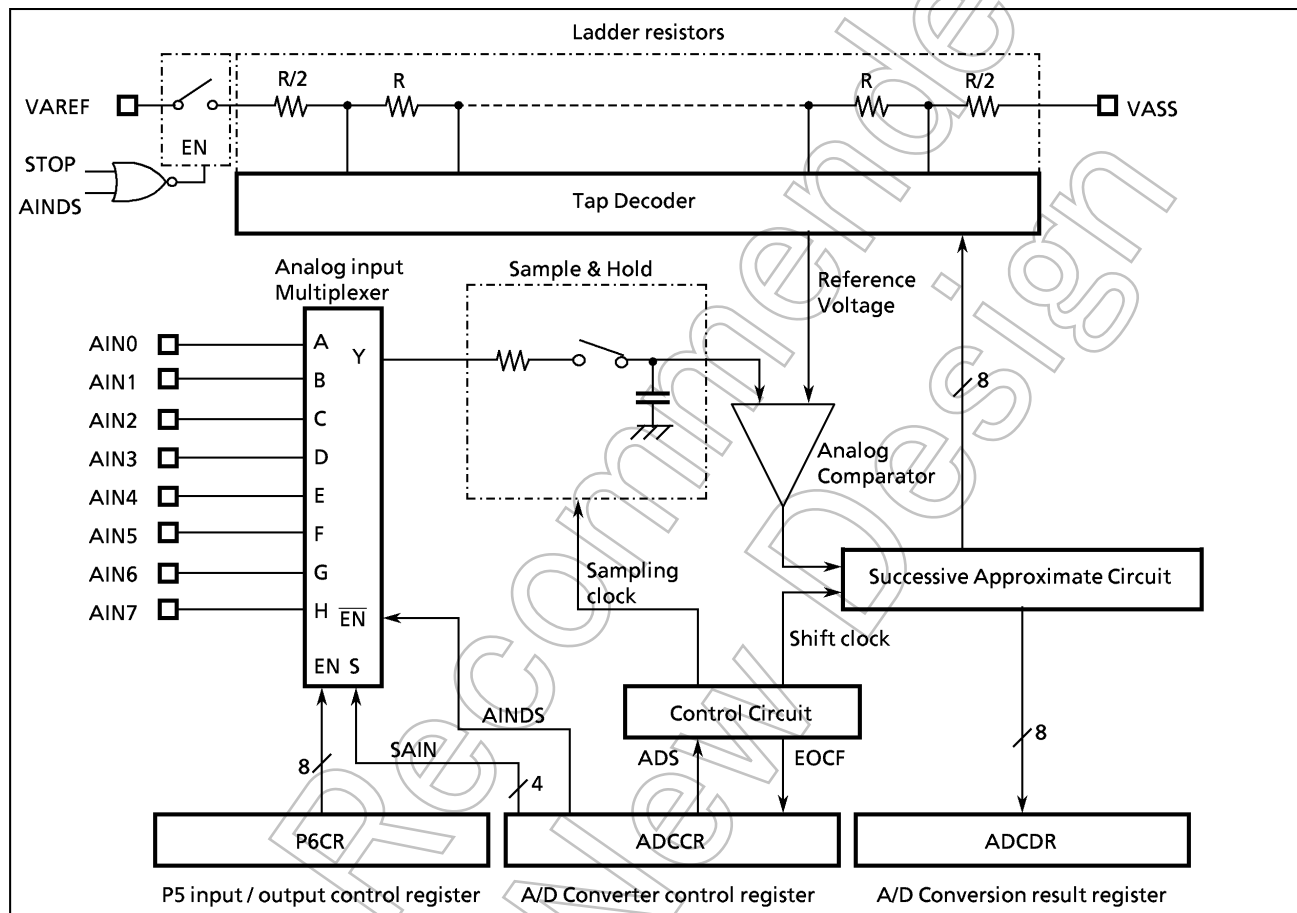 Ladder resistors
R/2
R
R
R/2
VAREF
VASS
EN
STOP
AINDS
Tap Decoder
Analog input
Multiplexer
Sample & Hold
Reference
Voltage
AIN0
A
Y
AIN1
B
8
AIN2
C
AIN3
D
Analog
Comparator
AIN4
E
AIN5
F
AIN6
G
Sampling
clock
Successive Approximate Circuit
AIN7
H
EN
Shift clock
EN S
AINDS
Control Circuit
SAIN
ADS
EOCF
8
8
4
P6CR
ADCCR
ADCDR
P5 input / output control register
A/D Converter control register
A/D Conversion result register
Recommende
New Design